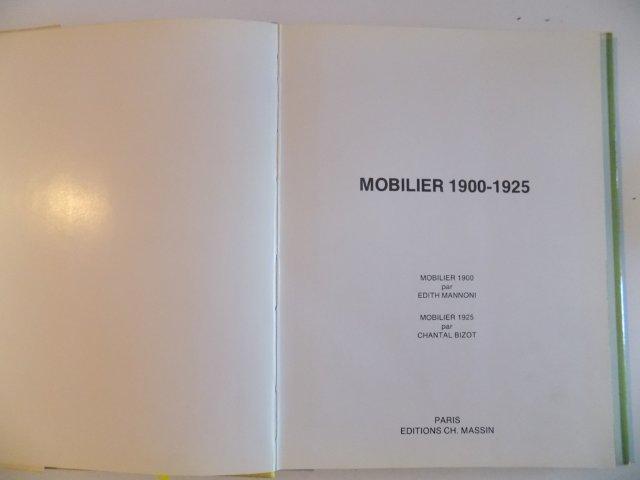 MOBILIER 1900-1925
MOBILIER 1900
par
EDITH MANNONI
MOBILIER 1925
par
CHANTAL BIZOT
PARIS
EDITIONS CH. MASSIN